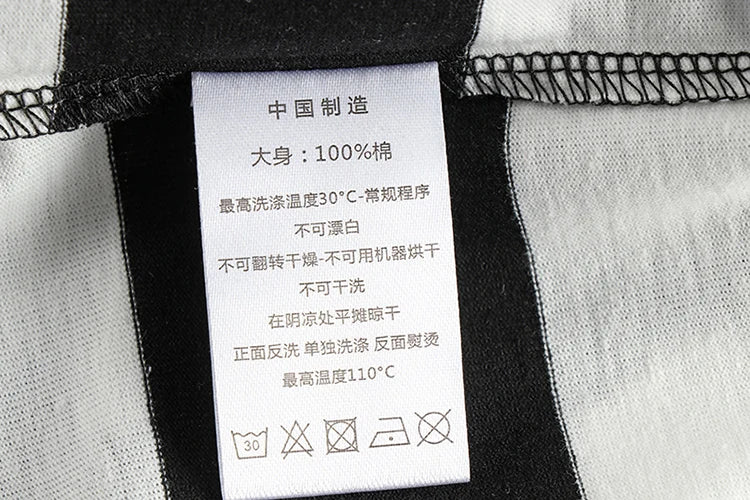 中国制造
大身：100%棉
最高洗涤温度30°C-常规程序
不可漂白
不可翻转干燥-不可用机器烘干
不可干洗
在阴凉处平摊晾干
正面反洗 单独洗涤 反面熨烫
最高温度110°C
30